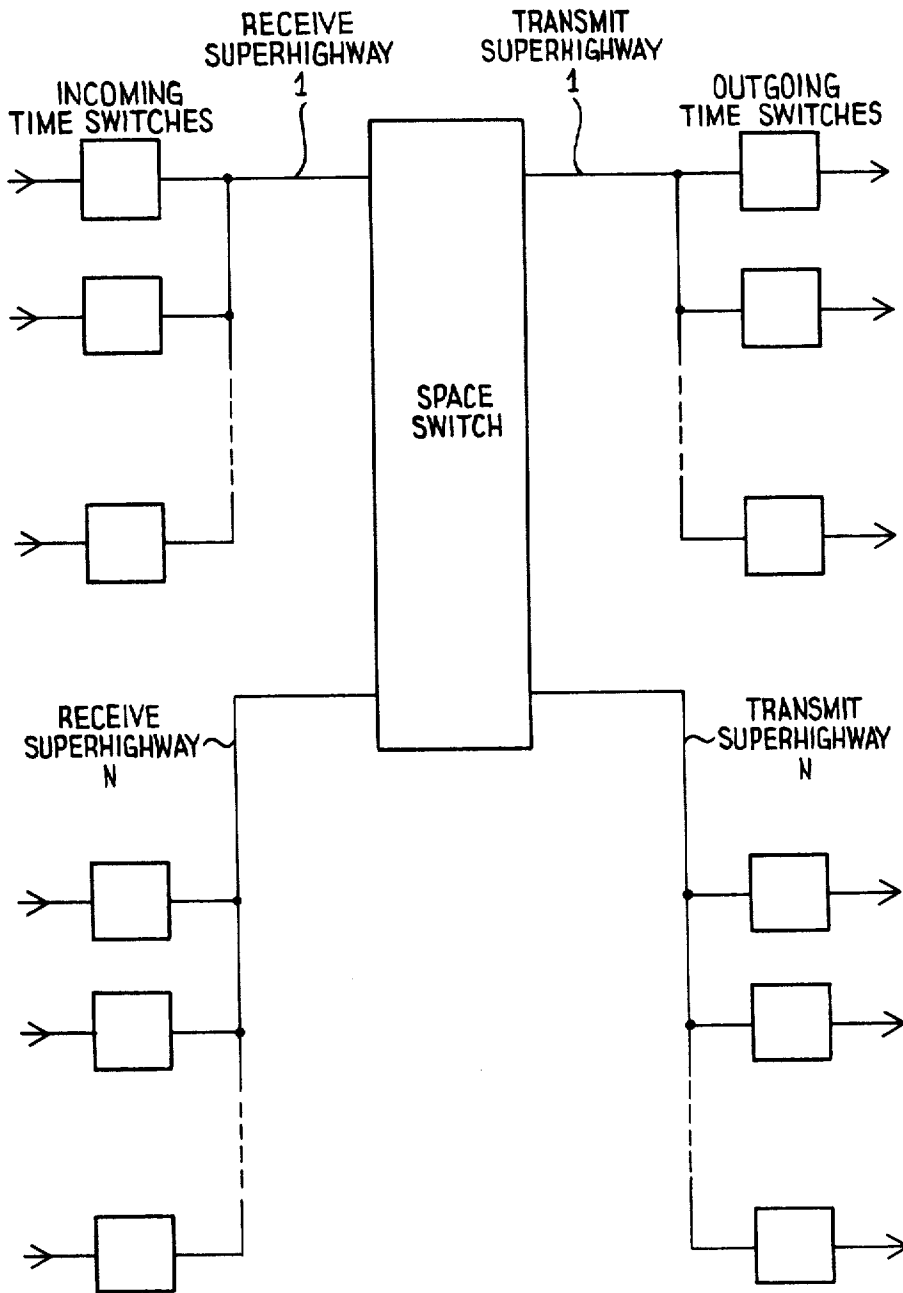 RECEIVE
SUPERHIGHWAY
1
TRANSMIT
SUPERHIGHWAY
1
INCOMING
TIME SWITCHES
OUTGOING
TIME SWITCHES
SPACE
SWITCH
RECEIVE
SUPERHIGHWAY
N
TRANSMIT
SUPERHIGHWAY
N